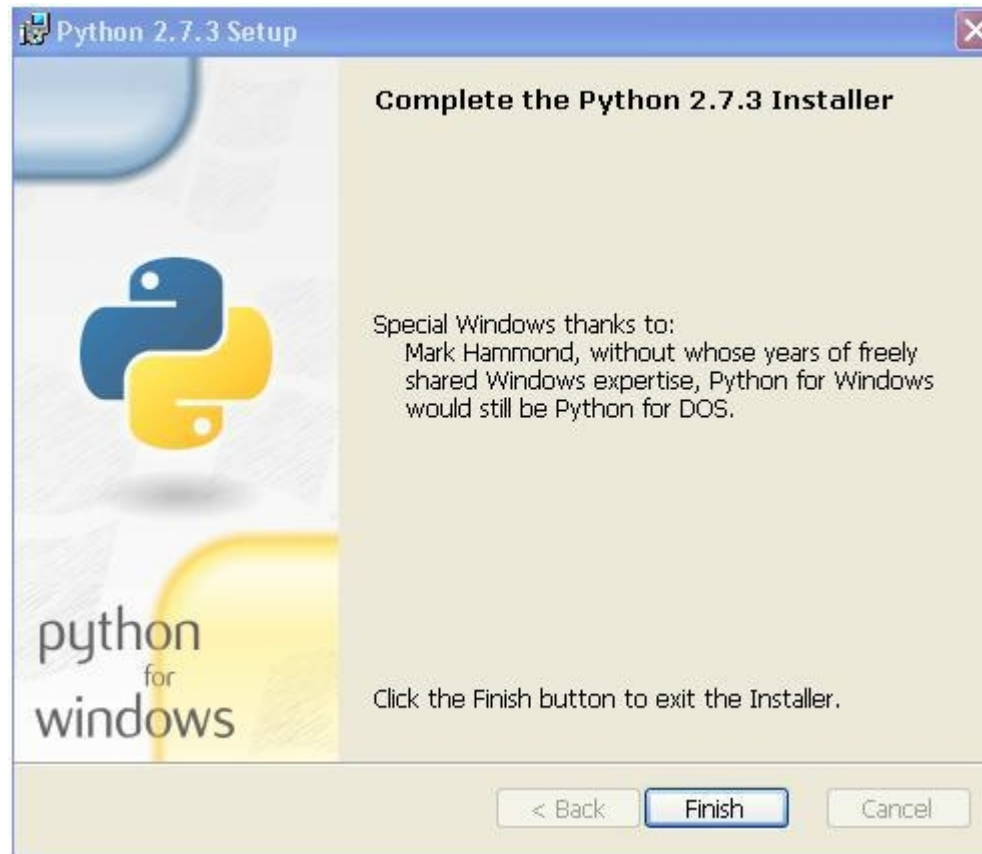 Python 2.7.3 Setup
Complete the Python 2.7.3 Installer
Special Windows thanks to:
Mark Hammond, without whose years of freely
shared Windows expertise, Python for Windows
would still be Python for DOS.
python
for
windows
Click the Finish button to exit the Installer.
< Back
Finish
Cancel